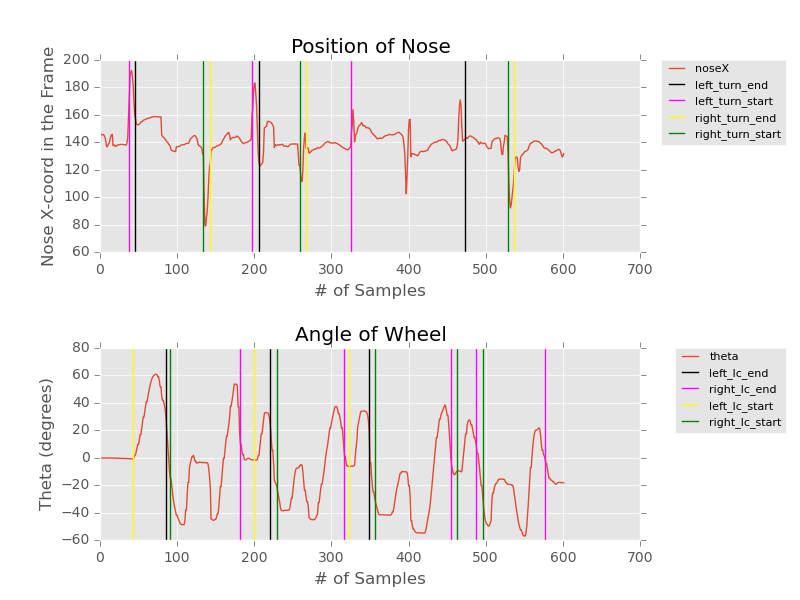 Position of Nose
Nose X-coord in the Frame
200
180
160
140
120
100
80
60
0 100 200 300 400 500 600 700
# of Samples
noseX
left_turn_end
left_turn_start
right_turn_end
right_turn_start
Angle of Wheel
Theta (degrees)
80
60
40
20
0
−20
−40
−60
0 100 200 300 400 500 600 700
# of Samples
theta
left_lc_end
right_lc_end
left_lc_start
right_lc_start